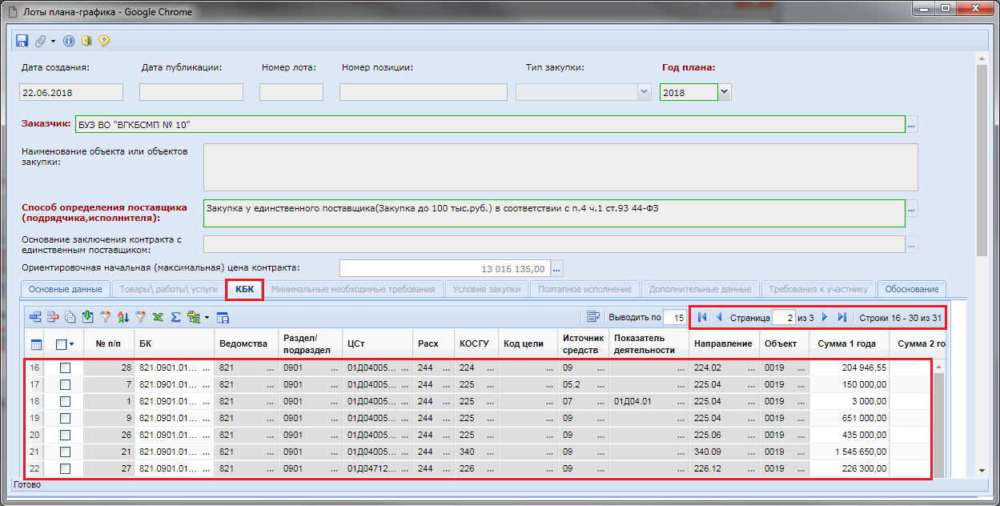 Лоты плана-графика - Google Chrome
Дата создания: Дата публикации: Номер лота: Номер позиции: Тип закупки: Год плана:
22.06.2018 2018
Заказчик: БУЗ ВО "ВГКБСМП № 10" ...
Наименование объекта или объектов
закупки:
Способ определения поставщика
(подрядчика,исполнителя):
Закупка у единственного поставщика(Закупка до 100 тыс.руб.) в соответствии с п.4 ч.1 ст.93 44-ФЗ ...
Основание заключения контракта с
единственным поставщиком: ...
Ориентировочная начальная (максимальная) цена контракта: 13 016 135,00 ...
Основные данные Товары\ работы\ услуги КБК Минимальные необходимые требования Условия закупки Поэтапное исполнение Дополнительные данные Требования к участнику Обоснование
Выводить по 15 Страница 2 из 3 Строки 16 - 30 из 31
№ п/п БК Ведомства Раздел/ подраздел ЦСт Расх КОСГУ Код цели Источник средств Показатель деятельности Направление Объект Сумма 1 года Сумма 2 го
16 28 821.0901.01... ... 821 ... 0901 ... 01Д04005... ... 244 ... 224 ... ... 09 ... ... 224.02 ... 0019 ... 204 946,55
17 7 821.0901.01... ... 821 ... 0901 ... 01Д04005... ... 244 ... 225 ... ... 05.2 ... ... 225.04 ... 0019 ... 150 000,00
18 1 821.0901.01... ... 821 ... 0901 ... 01Д04005... ... 244 ... 225 ... ... 07 ... 01Д04.01 ... 225.04 ... 0019 ... 3 000,00
19 9 821.0901.01... ... 821 ... 0901 ... 01Д04005... ... 244 ... 225 ... ... 09 ... ... 225.04 ... 0019 ... 651 000,00
20 26 821.0901.01... ... 821 ... 0901 ... 01Д04005... ... 244 ... 225 ... ... 09 ... ... 225.06 ... 0019 ... 435 000,00
21 21 821.0901.01... ... 821 ... 0901 ... 01Д04005... ... 244 ... 340 ... ... 09 ... ... 340.09 ... 0019 ... 1 545 650,00
22 27 821.0901.01... ... 821 ... 0901 ... 01Д04712... ... 244 ... 226 ... ... 09 ... ... 226.12 ... 0019 ... 226 300,00
Готово